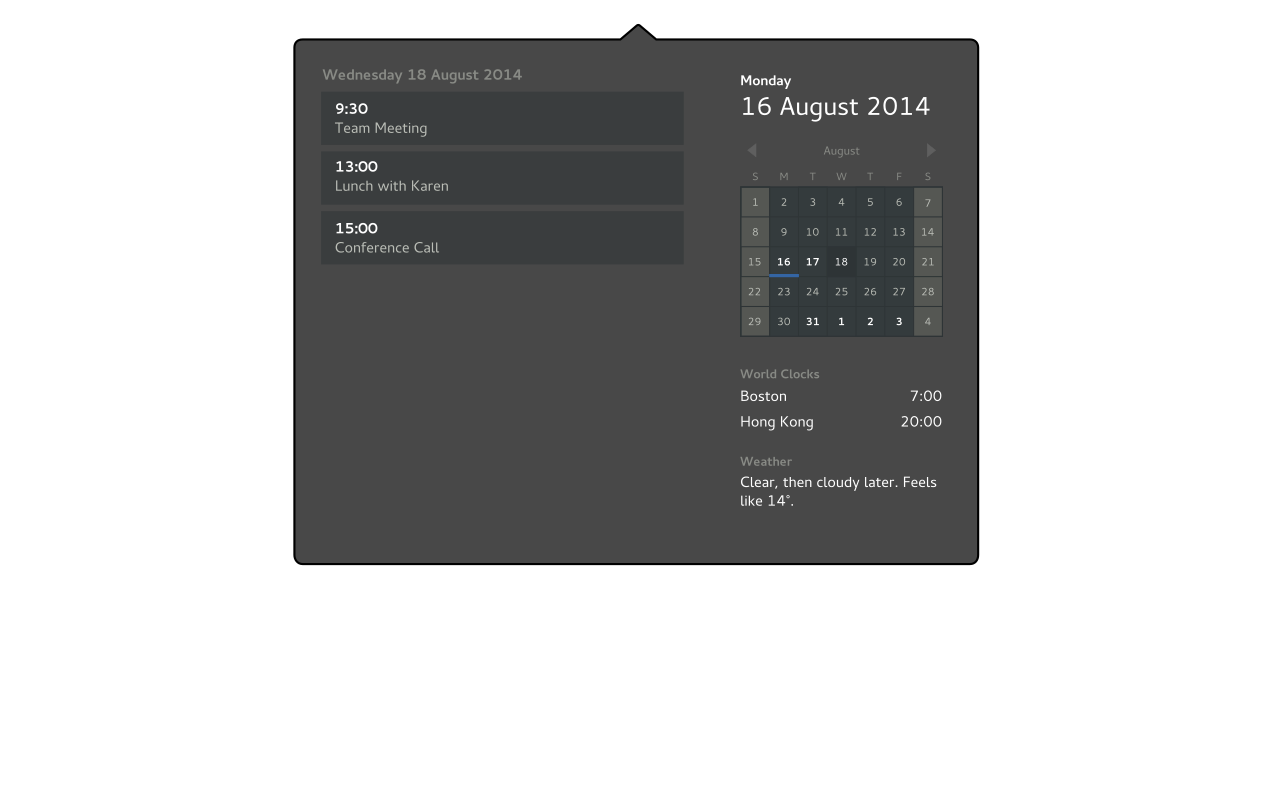 Wednesday 18 August 2014
9:30
Team Meeting
13:00
Lunch with Karen
15:00
Conference Call
Monday
16 August 2014
August
S M T W T F S
1 2 3 4 5 6 7
8 9 10 11 12 13 14
15 16 17 18 19 20 21
22 23 24 25 26 27 28
29 30 31 1 2 3 4
World Clocks
Boston 7:00
Hong Kong 20:00
Weather
Clear, then cloudy later. Feels
like 14°.